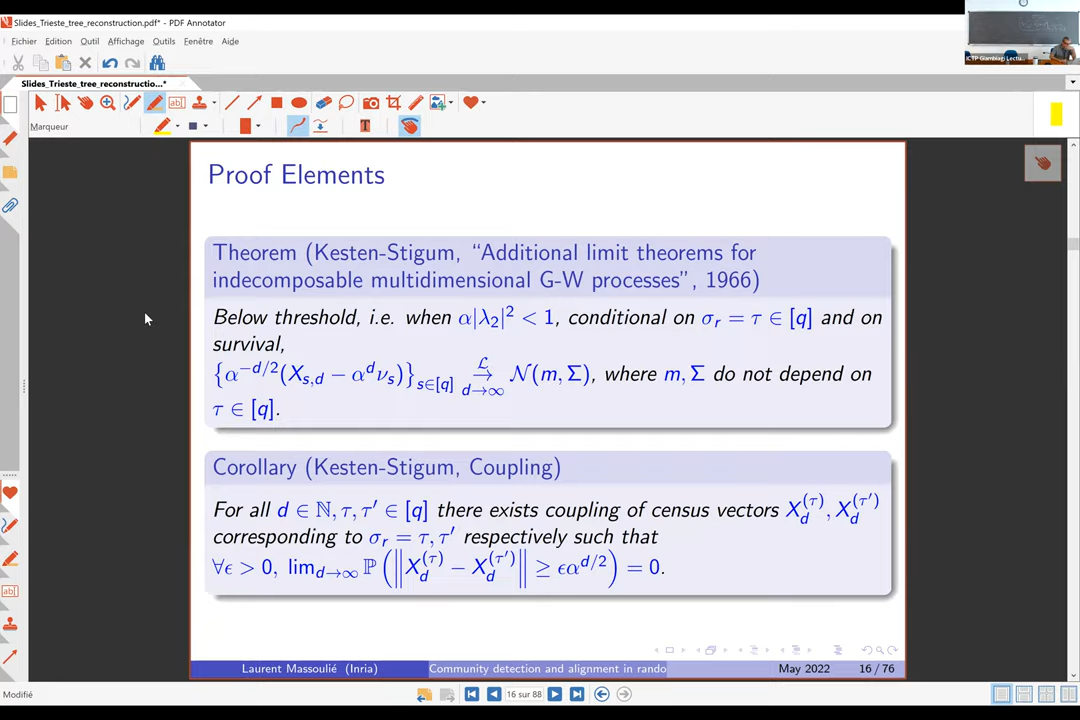 Slides_Trieste_tree_reconstruction.pdf* - PDF Annotator
Fichier Edition Outil Affichage Outils Fenêtre Aide
Slides_Trieste_tree_reconstructio...*
Marqueur
ICTP Giambiagi Lectu...
Proof Elements
Theorem (Kesten-Stigum, “Additional limit theorems for
indecomposable multidimensional G-W processes”, 1966)
Below threshold, i.e. when α|λ₂|² < 1, conditional on σ_r = τ ∈ [q] and on
survival,
{α^{-d/2}(X_{s,d} − α^d ν_s)}_{s∈[q]} →^{ℒ}_{d→∞} 𝒩(m, Σ), where m, Σ do not depend on
τ ∈ [q].
Corollary (Kesten-Stigum, Coupling)
For all d ∈ ℕ, τ, τ′ ∈ [q] there exists coupling of census vectors X_d^{(τ)}, X_d^{(τ′)}
corresponding to σ_r = τ, τ′ respectively such that
∀ϵ > 0, lim_{d→∞} ℙ(‖X_d^{(τ)} − X_d^{(τ′)}‖ ≥ ϵα^{d/2}) = 0.
Laurent Massoulié (Inria) Community detection and alignment in rando May 2022 16 / 76
Modifié 16 sur 88